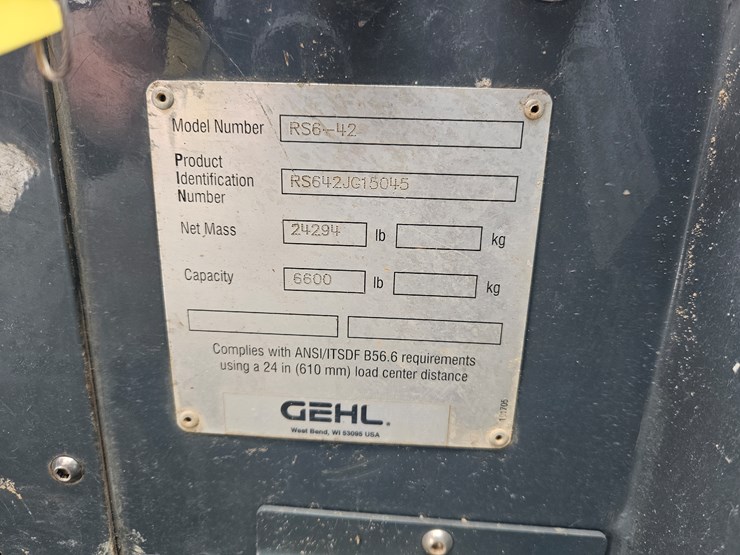 Model Number RS6-42
Product
Identification
Number RS642JG15045
Net Mass 24294 lb kg
Capacity 6600 lb kg
Complies with ANSI/ITSDF B56.6 requirements
using a 24 in (610 mm) load center distance
GEHL.
West Bend, WI 53095 USA